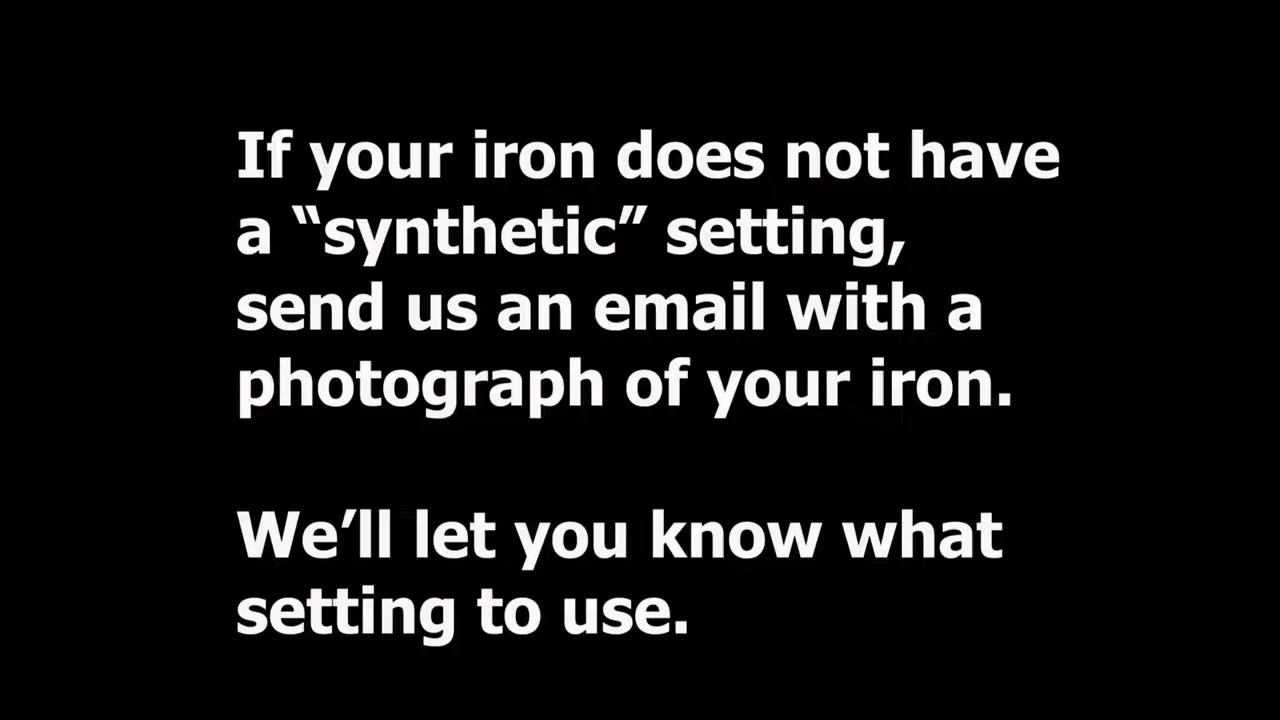 If your iron does not have
a “synthetic” setting,
send us an email with a
photograph of your iron.
We’ll let you know what
setting to use.